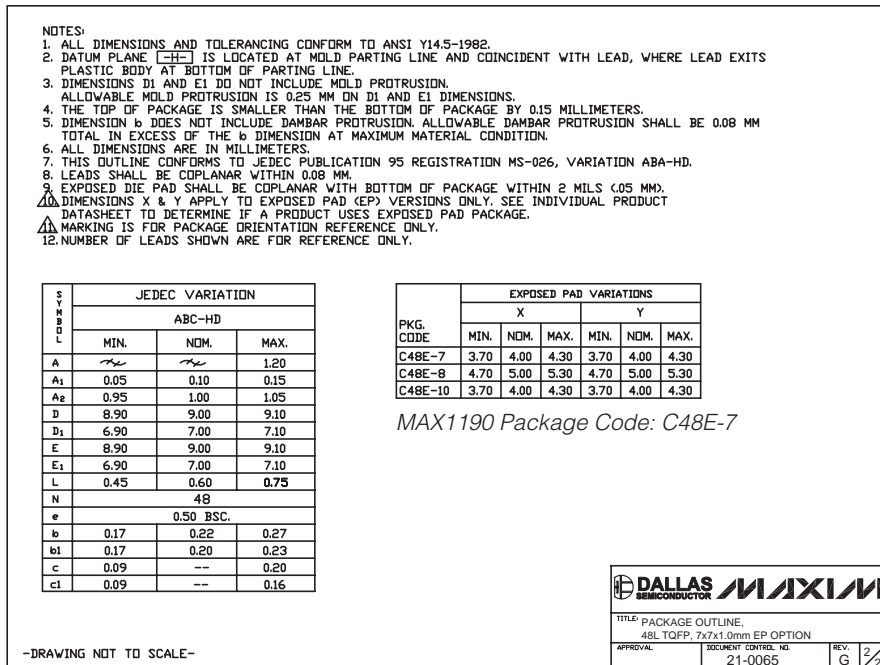 NOTES:
1. ALL DIMENSIONS AND TOLERANCING CONFORM TO ANSI Y14.5-1982.
2. DATUM PLANE -H- IS LOCATED AT MOLD PARTING LINE AND COINCIDENT WITH LEAD, WHERE LEAD EXITS
PLASTIC BODY AT BOTTOM OF PARTING LINE.
3. DIMENSIONS D1 AND E1 DO NOT INCLUDE MOLD PROTRUSION.
ALLOWABLE MOLD PROTRUSION IS 0.25 MM ON D1 AND E1 DIMENSIONS.
4. THE TOP OF PACKAGE IS SMALLER THAN THE BOTTOM OF PACKAGE BY 0.15 MILLIMETERS.
5. DIMENSION b DOES NOT INCLUDE DAMBAR PROTRUSION. ALLOWABLE DAMBAR PROTRUSION SHALL BE 0.08 MM
TOTAL IN EXCESS OF THE b DIMENSION AT MAXIMUM MATERIAL CONDITION.
6. ALL DIMENSIONS ARE IN MILLIMETERS.
7. THIS OUTLINE CONFORMS TO JEDEC PUBLICATION 95 REGISTRATION MS-026, VARIATION ABA-HD.
8. LEADS SHALL BE COPLANAR WITHIN 0.08 MM.
9. EXPOSED DIE PAD SHALL BE COPLANAR WITH BOTTOM OF PACKAGE WITHIN 2 MILS (.05 MM).
10. DIMENSIONS X & Y APPLY TO EXPOSED PAD (EP) VERSIONS ONLY. SEE INDIVIDUAL PRODUCT
DATASHEET TO DETERMINE IF A PRODUCT USES EXPOSED PAD PACKAGE.
11. MARKING IS FOR PACKAGE ORIENTATION REFERENCE ONLY.
12. NUMBER OF LEADS SHOWN ARE FOR REFERENCE ONLY.
SYMBOL JEDEC VARIATION
ABC-HD
MIN. NOM. MAX.
A 1.20
A1 0.05 0.10 0.15
A2 0.95 1.00 1.05
D 8.90 9.00 9.10
D1 6.90 7.00 7.10
E 8.90 9.00 9.10
E1 6.90 7.00 7.10
L 0.45 0.60 0.75
N 48
e 0.50 BSC.
b 0.17 0.22 0.27
b1 0.17 0.20 0.23
c 0.09 -- 0.20
c1 0.09 -- 0.16
EXPOSED PAD VARIATIONS
PKG. CODE X Y
MIN. NOM. MAX. MIN. NOM. MAX.
C48E-7 3.70 4.00 4.30 3.70 4.00 4.30
C48E-8 4.70 5.00 5.30 4.70 5.00 5.30
C48E-10 3.70 4.00 4.30 3.70 4.00 4.30
MAX1190 Package Code: C48E-7
DALLAS SEMICONDUCTOR MAXIM
TITLE: PACKAGE OUTLINE,
48L TQFP, 7x7x1.0mm EP OPTION
APPROVAL DOCUMENT CONTROL NO. REV.
21-0065 G 2/2
-DRAWING NOT TO SCALE-